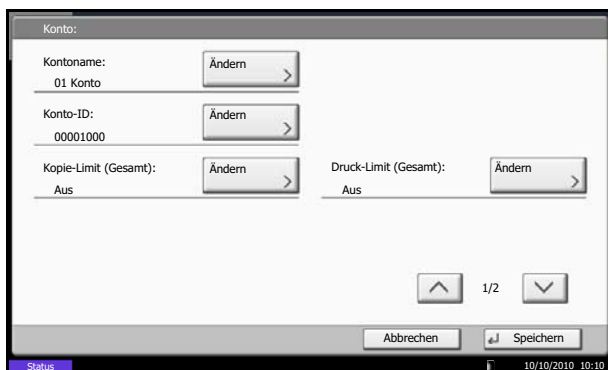 Konto:
Kontoname:
Ändern
01 Konto
Konto-ID:
Ändern
00001000
Kopie-Limit (Gesamt):
Ändern
Aus
Druck-Limit (Gesamt):
Ändern
Aus
1/2
Abbrechen
Speichern
Status
10/10/2010 10:10